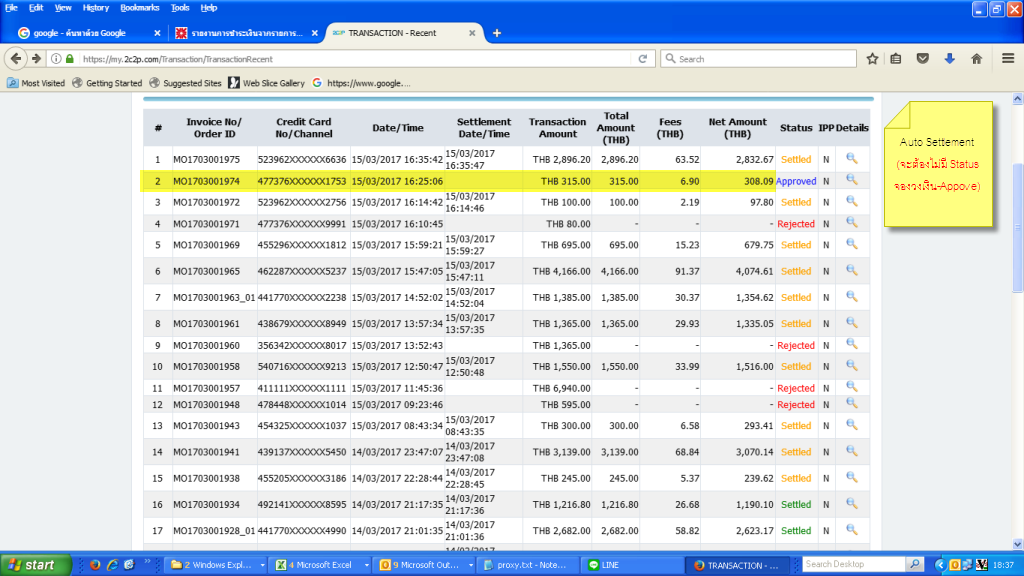 File Edit View History Bookmarks Tools Help
google - ค้นหาด้วย Google
รายงานการชำระเงินจากรายการ...
2C2P TRANSACTION - Recent
https://my.2c2p.com/Transaction/TransactionRecent
Search
Most Visited Getting Started Suggested Sites Web Slice Gallery https://www.google....
# Invoice No/ Order ID Credit Card No/Channel Date/Time Settlement Date/Time Transaction Amount Total Amount (THB) Fees (THB) Net Amount (THB) Status IPP Details
1 MO1703001975 523962XXXXXX6636 15/03/2017 16:35:42 15/03/2017 16:35:47 THB 2,896.20 2,896.20 63.52 2,832.67 Settled N
2 MO1703001974 477376XXXXXX1753 15/03/2017 16:25:06 THB 315.00 315.00 6.90 308.09 Approved N
3 MO1703001972 523962XXXXXX2756 15/03/2017 16:14:42 15/03/2017 16:14:46 THB 100.00 100.00 2.19 97.80 Settled N
4 MO1703001971 477376XXXXXX9991 15/03/2017 16:10:45 THB 80.00 - - - Rejected N
5 MO1703001969 455296XXXXXX1812 15/03/2017 15:59:21 15/03/2017 15:59:27 THB 695.00 695.00 15.23 679.75 Settled N
6 MO1703001965 462287XXXXXX5237 15/03/2017 15:47:05 15/03/2017 15:47:11 THB 4,166.00 4,166.00 91.37 4,074.61 Settled N
7 MO1703001963_01 441770XXXXXX2238 15/03/2017 14:52:02 15/03/2017 14:52:04 THB 1,385.00 1,385.00 30.37 1,354.62 Settled N
8 MO1703001961 438679XXXXXX8949 15/03/2017 13:57:34 15/03/2017 13:57:35 THB 1,365.00 1,365.00 29.93 1,335.05 Settled N
9 MO1703001960 356342XXXXXX8017 15/03/2017 13:52:43 THB 1,365.00 - - - Rejected N
10 MO1703001958 540716XXXXXX9213 15/03/2017 12:50:47 15/03/2017 12:50:48 THB 1,550.00 1,550.00 33.99 1,516.00 Settled N
11 MO1703001957 411111XXXXXX1111 15/03/2017 11:45:36 THB 6,940.00 - - - Rejected N
12 MO1703001948 478448XXXXXX1014 15/03/2017 09:23:46 THB 595.00 - - - Rejected N
13 MO1703001943 454325XXXXXX1037 15/03/2017 08:43:34 15/03/2017 08:43:35 THB 300.00 300.00 6.58 293.41 Settled N
14 MO1703001941 439137XXXXXX5450 14/03/2017 23:47:07 14/03/2017 23:47:08 THB 3,139.00 3,139.00 68.84 3,070.14 Settled N
15 MO1703001938 455205XXXXXX3186 14/03/2017 22:28:44 14/03/2017 22:28:45 THB 245.00 245.00 5.37 239.62 Settled N
16 MO1703001934 492141XXXXXX8595 14/03/2017 21:17:35 14/03/2017 21:17:36 THB 1,216.80 1,216.80 26.68 1,190.10 Settled N
17 MO1703001928_01 441770XXXXXX4990 14/03/2017 21:01:35 14/03/2017 21:01:36 THB 2,682.00 2,682.00 58.82 2,623.17 Settled N
Auto Settlement
(จะต้องไม่มี Status
จองวงเงิน-Appove)
start 2 Windows Expl... 4 Microsoft Excel 9 Microsoft Out... proxy.txt - Note... LINE TRANSACTION - ... Search Desktop 18:37